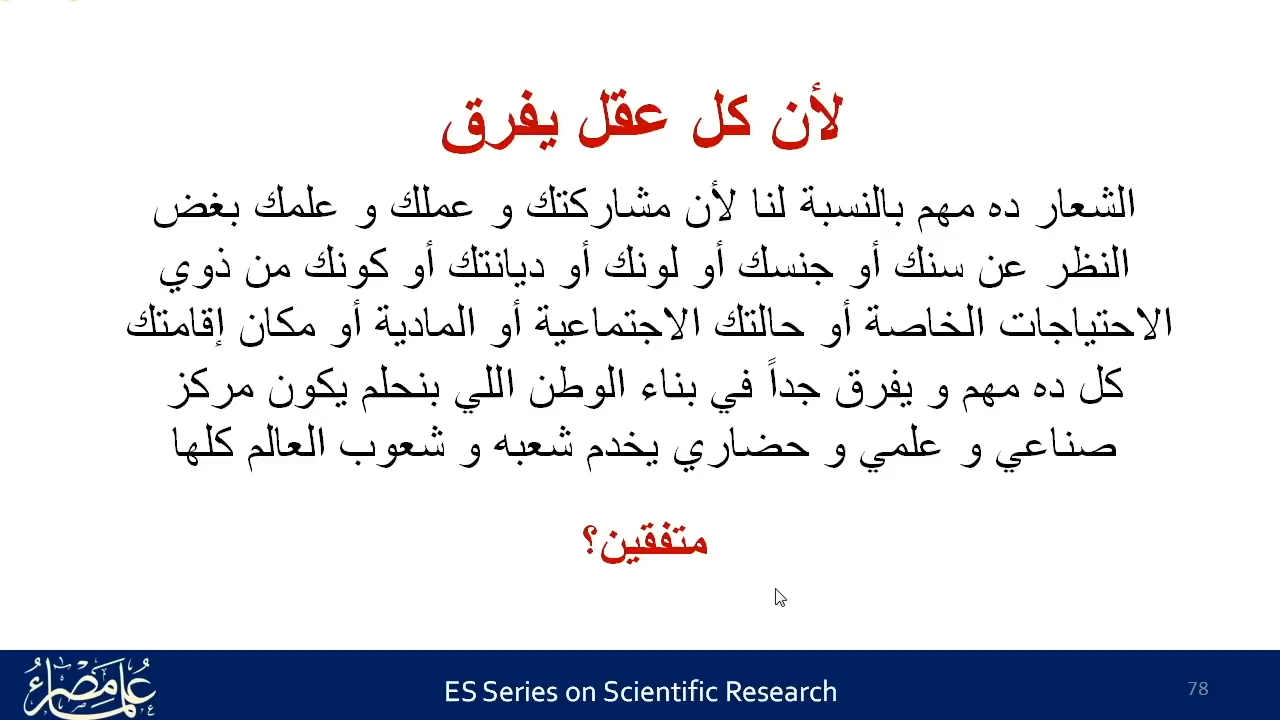 لأن كل عقل يفرق
الشعار ده مهم بالنسبة لنا لأن مشاركتك و عملك و علمك بغض
النظر عن سنك أو جنسك أو لونك أو ديانتك أو كونك من ذوي
الاحتياجات الخاصة أو حالتك الاجتماعية أو المادية أو مكان إقامتك
كل ده مهم و يفرق جداً في بناء الوطن اللي بنحلم يكون مركز
صناعي و علمي و حضاري يخدم شعبه و شعوب العالم كلها
متفقين؟
علماء مصر
ES Series on Scientific Research
78